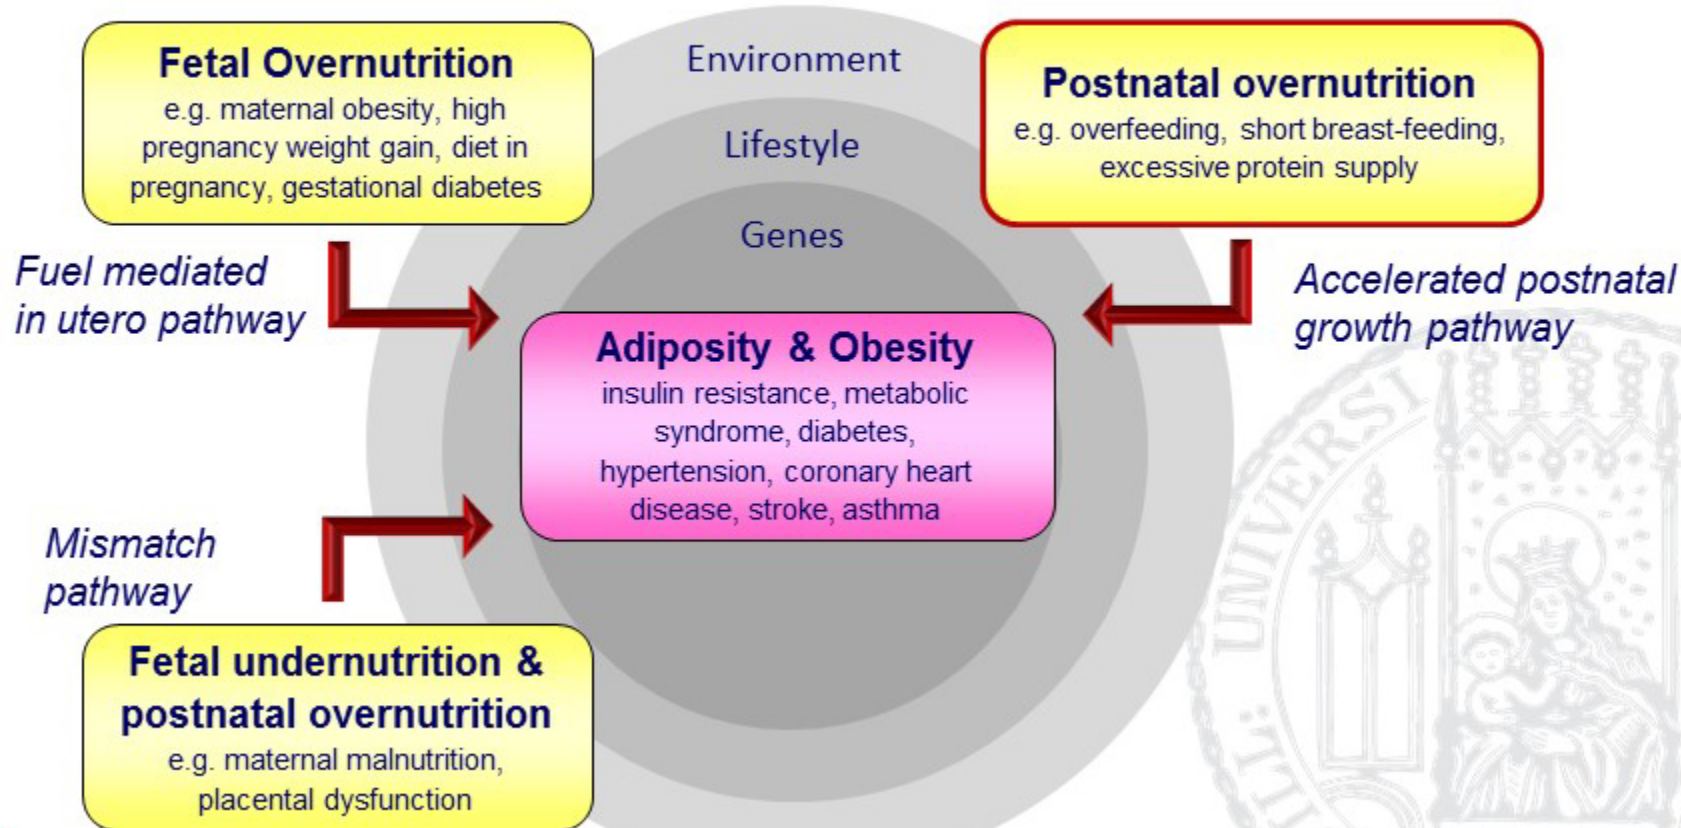 Fetal Overnutrition
e.g. maternal obesity, high
pregnancy weight gain, diet in
pregnancy, gestational diabetes
Environment
Lifestyle
Genes
Postnatal overnutrition
e.g. overfeeding, short breast-feeding,
excessive protein supply
Fuel mediated
in utero pathway
Accelerated postnatal
growth pathway
Adiposity & Obesity
insulin resistance, metabolic
syndrome, diabetes,
hypertension, coronary heart
disease, stroke, asthma
Mismatch
pathway
Fetal undernutrition &
postnatal overnutrition
e.g. maternal malnutrition,
placental dysfunction
UNIVERSI